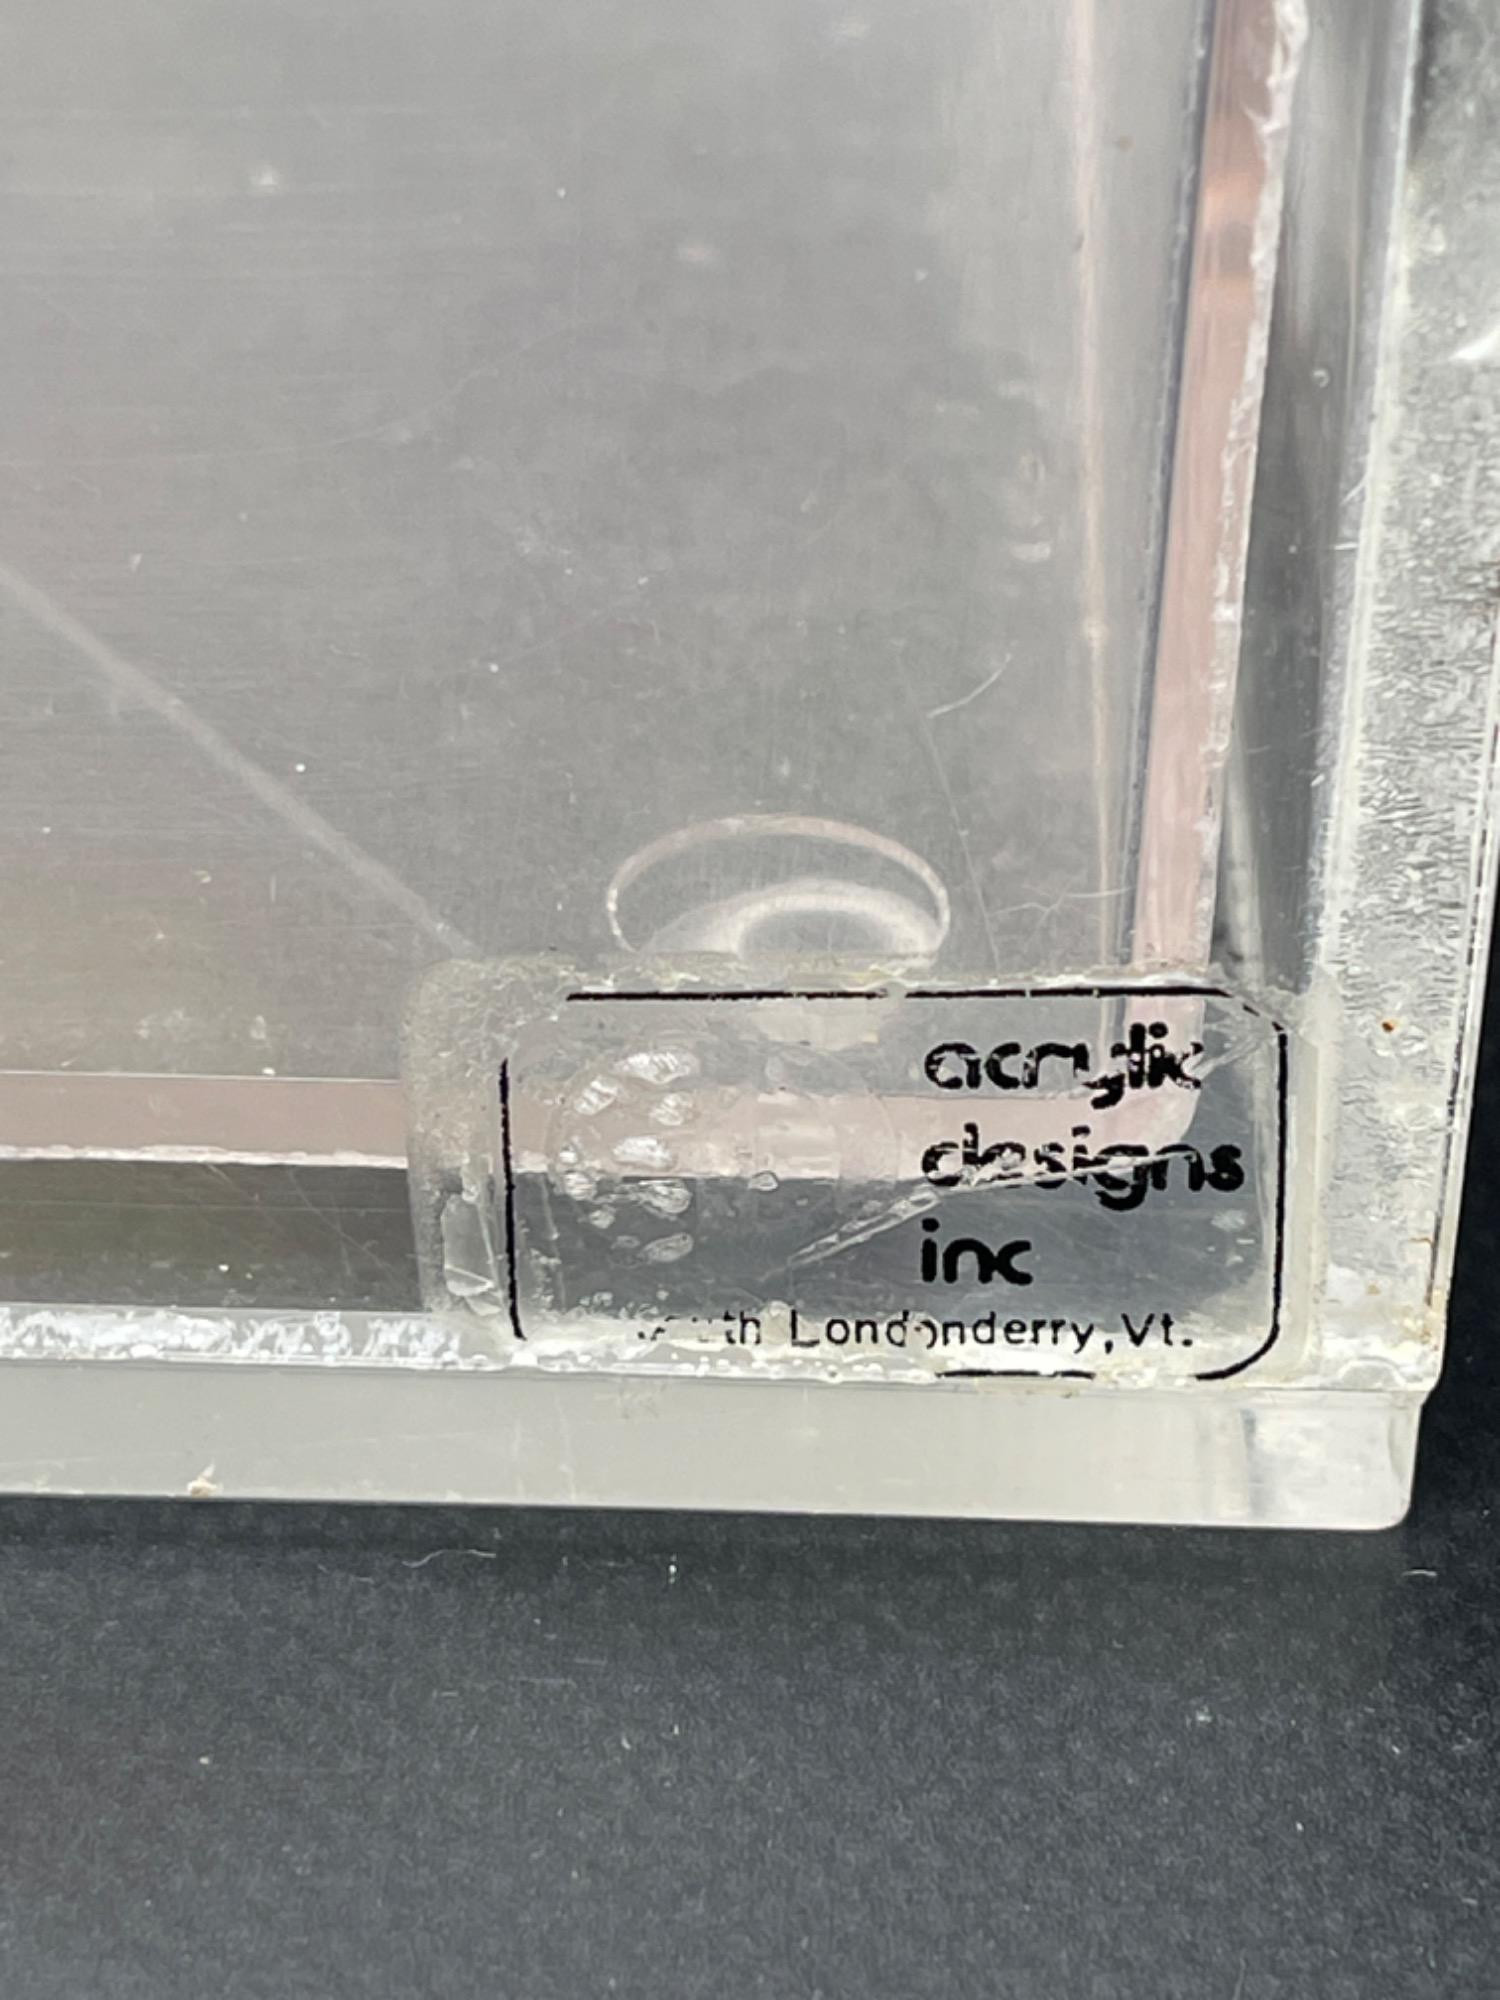 acrylic
designs
inc
Londonderry, Vt.